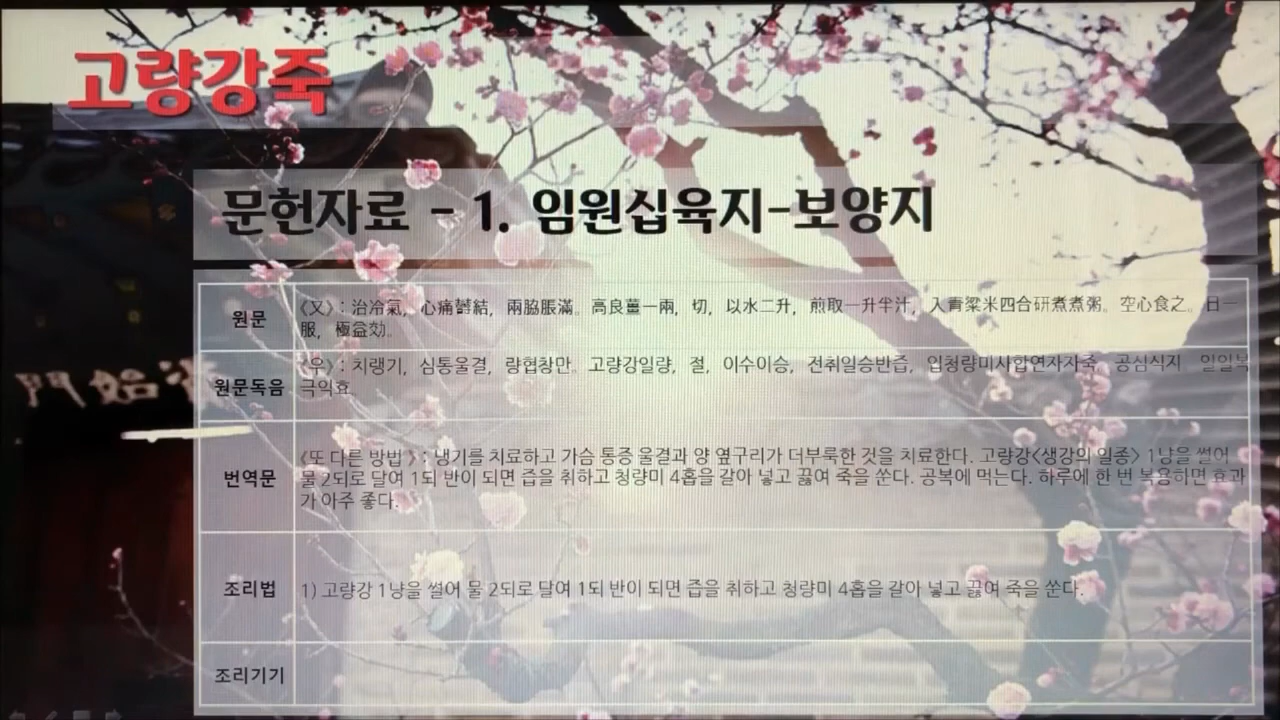 고량강죽
문헌자료 - 1. 임원십육지-보양지
원문
《又》: 治冷氣, 心痛鬱結, 兩脇脹滿。高良薑一兩, 切, 以水二升, 煎取一升半汁, 入靑粱米四合研煮煮粥。空心食之。日一
服, 極益効。
원문독음
《우》: 치랭기, 심통울결, 량협창만. 고량강일량, 절, 이수이승, 전취일승반즙, 입청량미사합연자자죽. 공심식지. 일일복
극익효.
번역문
《또 다른 방법》: 냉기를 치료하고 가슴 통증 울결과 양 옆구리가 더부룩한 것을 치료한다. 고량강<생강의 일종> 1냥을 썰어
물 2되로 달여 1되 반이 되면 즙을 취하고 청량미 4홉을 갈아 넣고 끓여 죽을 쑨다. 공복에 먹는다. 하루에 한 번 복용하면 효과
가 아주 좋다.
조리법
1) 고량강 1냥을 썰어 물 2되로 달여 1되 반이 되면 즙을 취하고 청량미 4홉을 갈아 넣고 끓여 죽을 쑨다.
조리기기
門始